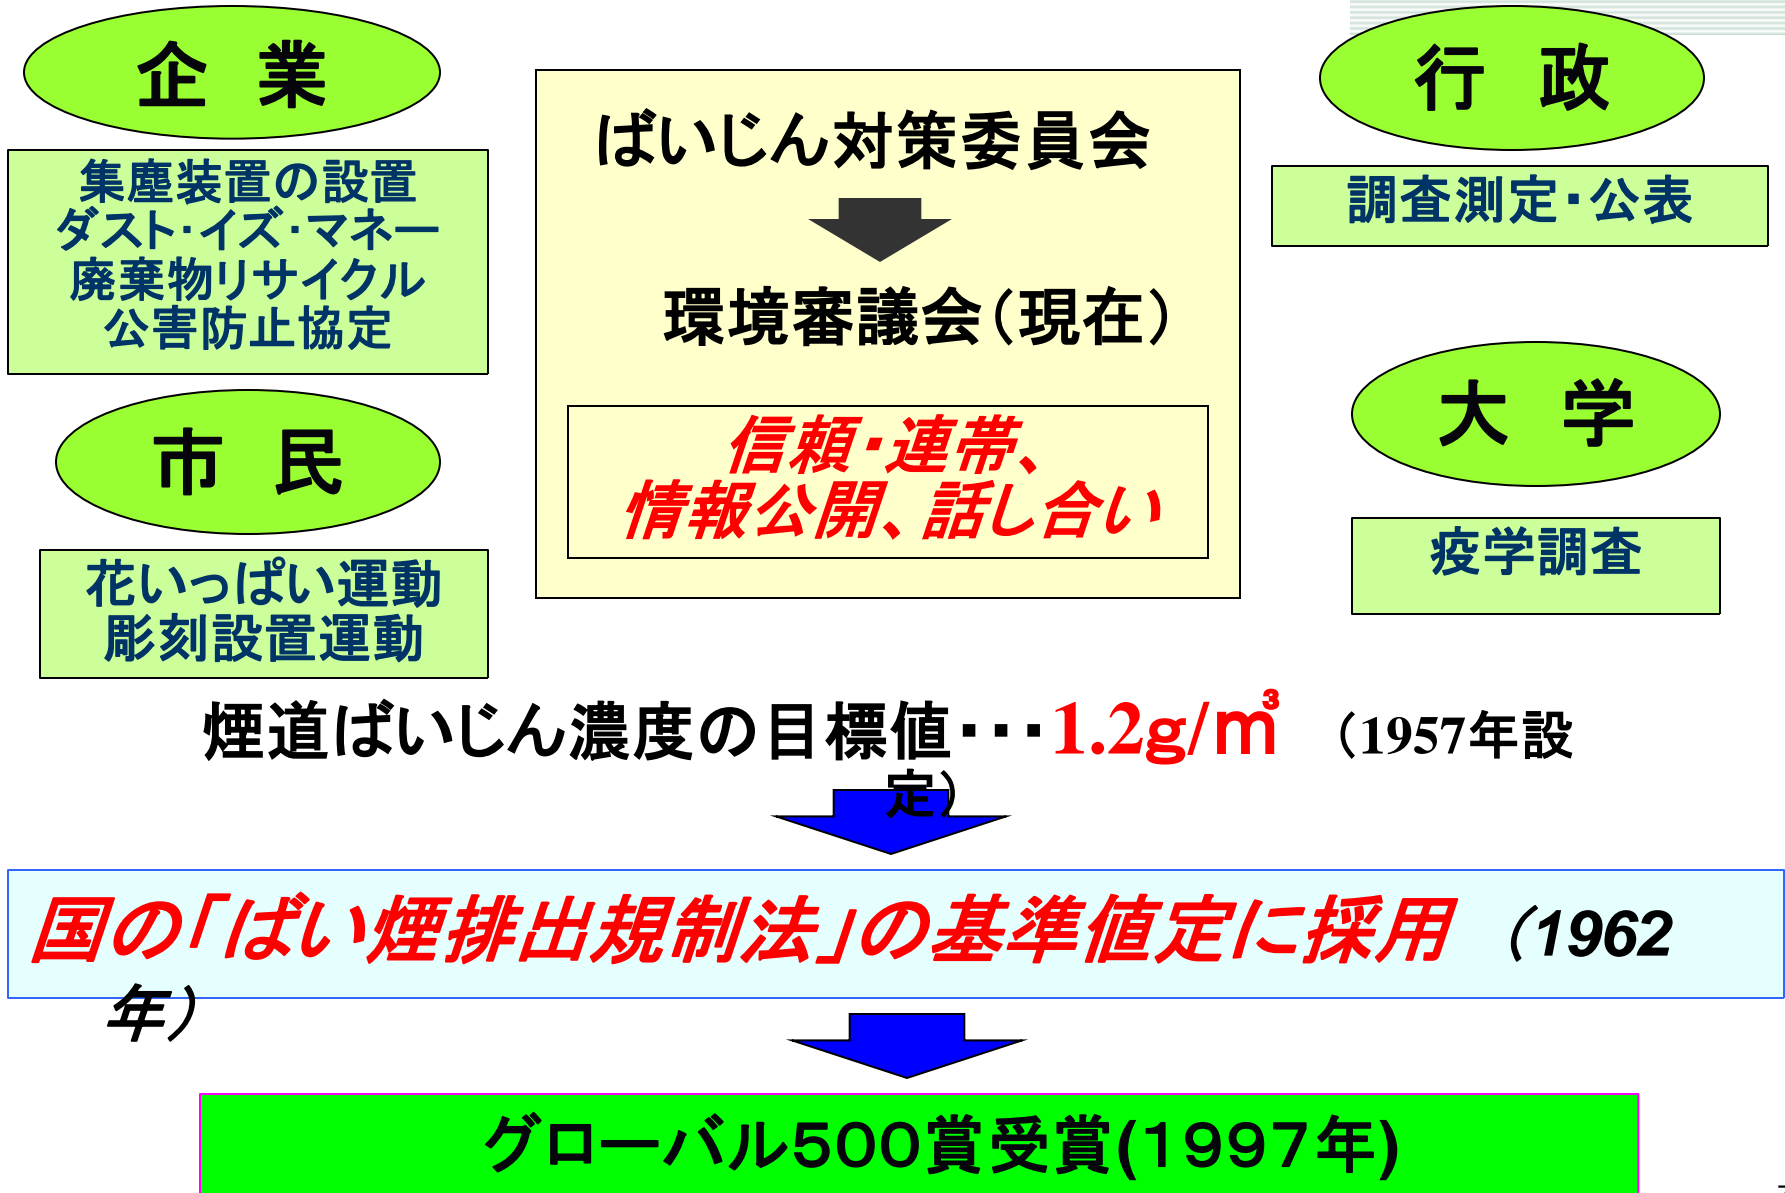 企　業
集塵装置の設置
ダスト・イズ・マネー
廃棄物リサイクル
公害防止協定
市　民
花いっぱい運動
彫刻設置運動
ばいじん対策委員会
環境審議会（現在）
信頼・連帯、
情報公開、話し合い
行　政
調査測定・公表
大　学
疫学調査
煙道ばいじん濃度の目標値・・・1.2g/㎥　（1957年設
定）
国の「ばい煙排出規制法」の基準値定に採用　（1962
年）
グローバル５００賞受賞(１９９７年)